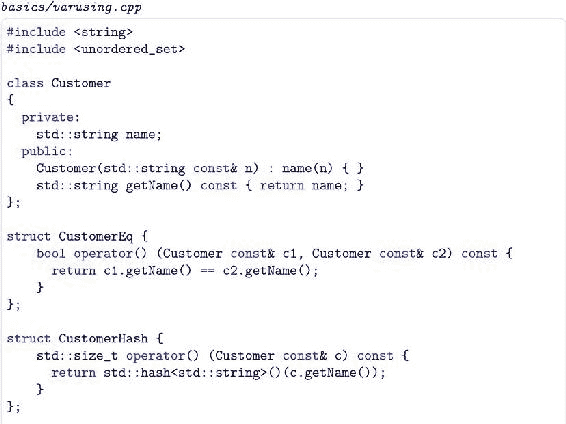 basics/varusing.cpp
#include <string>
#include <unordered_set>
class Customer
{
private:
std::string name;
public:
Customer(std::string const& n) : name(n) { }
std::string getName() const { return name; }
};
struct CustomerEq {
bool operator() (Customer const& c1, Customer const& c2) const {
return c1.getName() == c2.getName();
}
};
struct CustomerHash {
std::size_t operator() (Customer const& c) const {
return std::hash<std::string>()(c.getName());
}
};